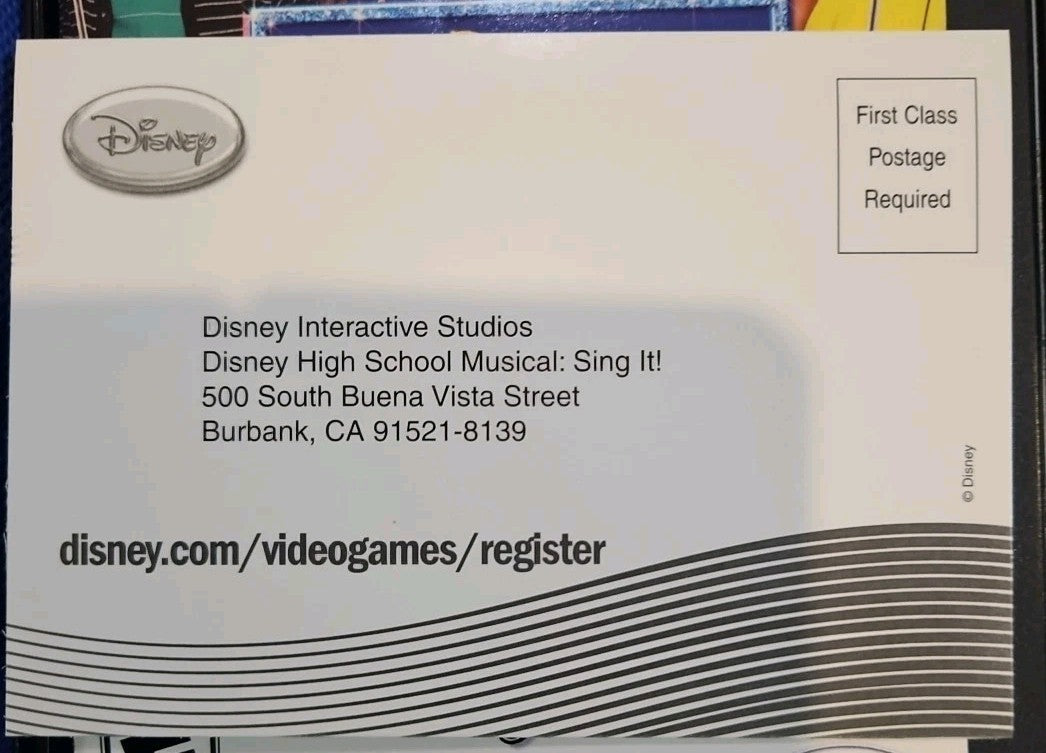 Disney
First Class
Postage
Required
Disney Interactive Studios
Disney High School Musical: Sing It!
500 South Buena Vista Street
Burbank, CA 91521-8139
© Disney
disney.com/videogames/register